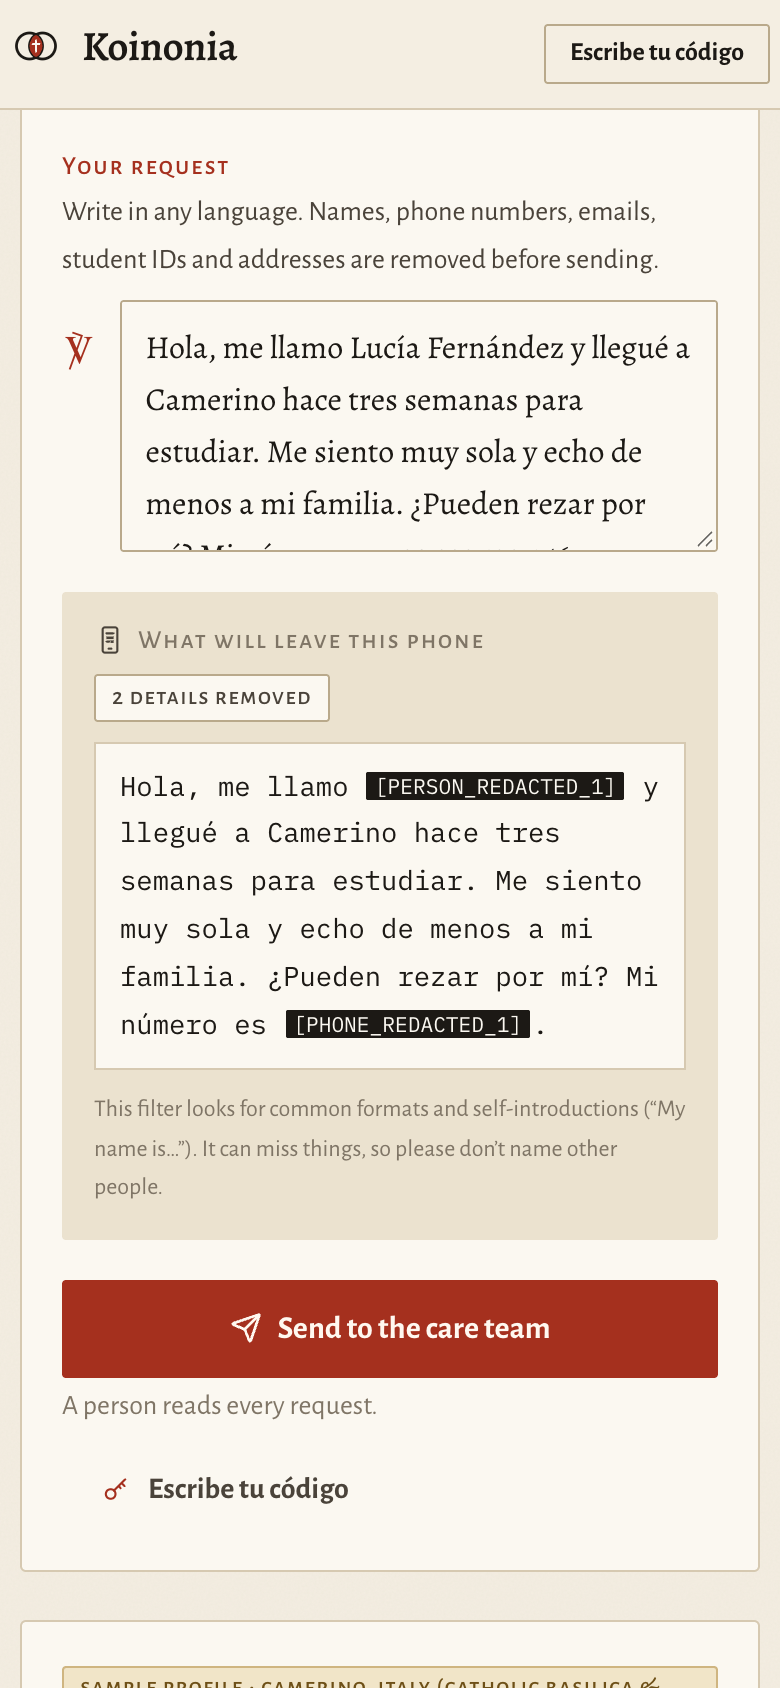 Koinonia
Escribe tu código
YOUR REQUEST
Write in any language. Names, phone numbers, emails,
student IDs and addresses are removed before sending.
℣
Hola, me llamo Lucía Fernández y llegué a
Camerino hace tres semanas para
estudiar. Me siento muy sola y echo de
menos a mi familia. ¿Pueden rezar por
WHAT WILL LEAVE THIS PHONE
2 DETAILS REMOVED
Hola, me llamo [PERSON_REDACTED_1] y
llegué a Camerino hace tres
semanas para estudiar. Me siento
muy sola y echo de menos a mi
familia. ¿Pueden rezar por mí? Mi
número es [PHONE_REDACTED_1].
This filter looks for common formats and self-introductions (“My
name is…”). It can miss things, so please don’t name other
people.
Send to the care team
A person reads every request.
Escribe tu código
SAMPLE PROFILE · CAMERINO, ITALY (CATHOLIC BASILICA &